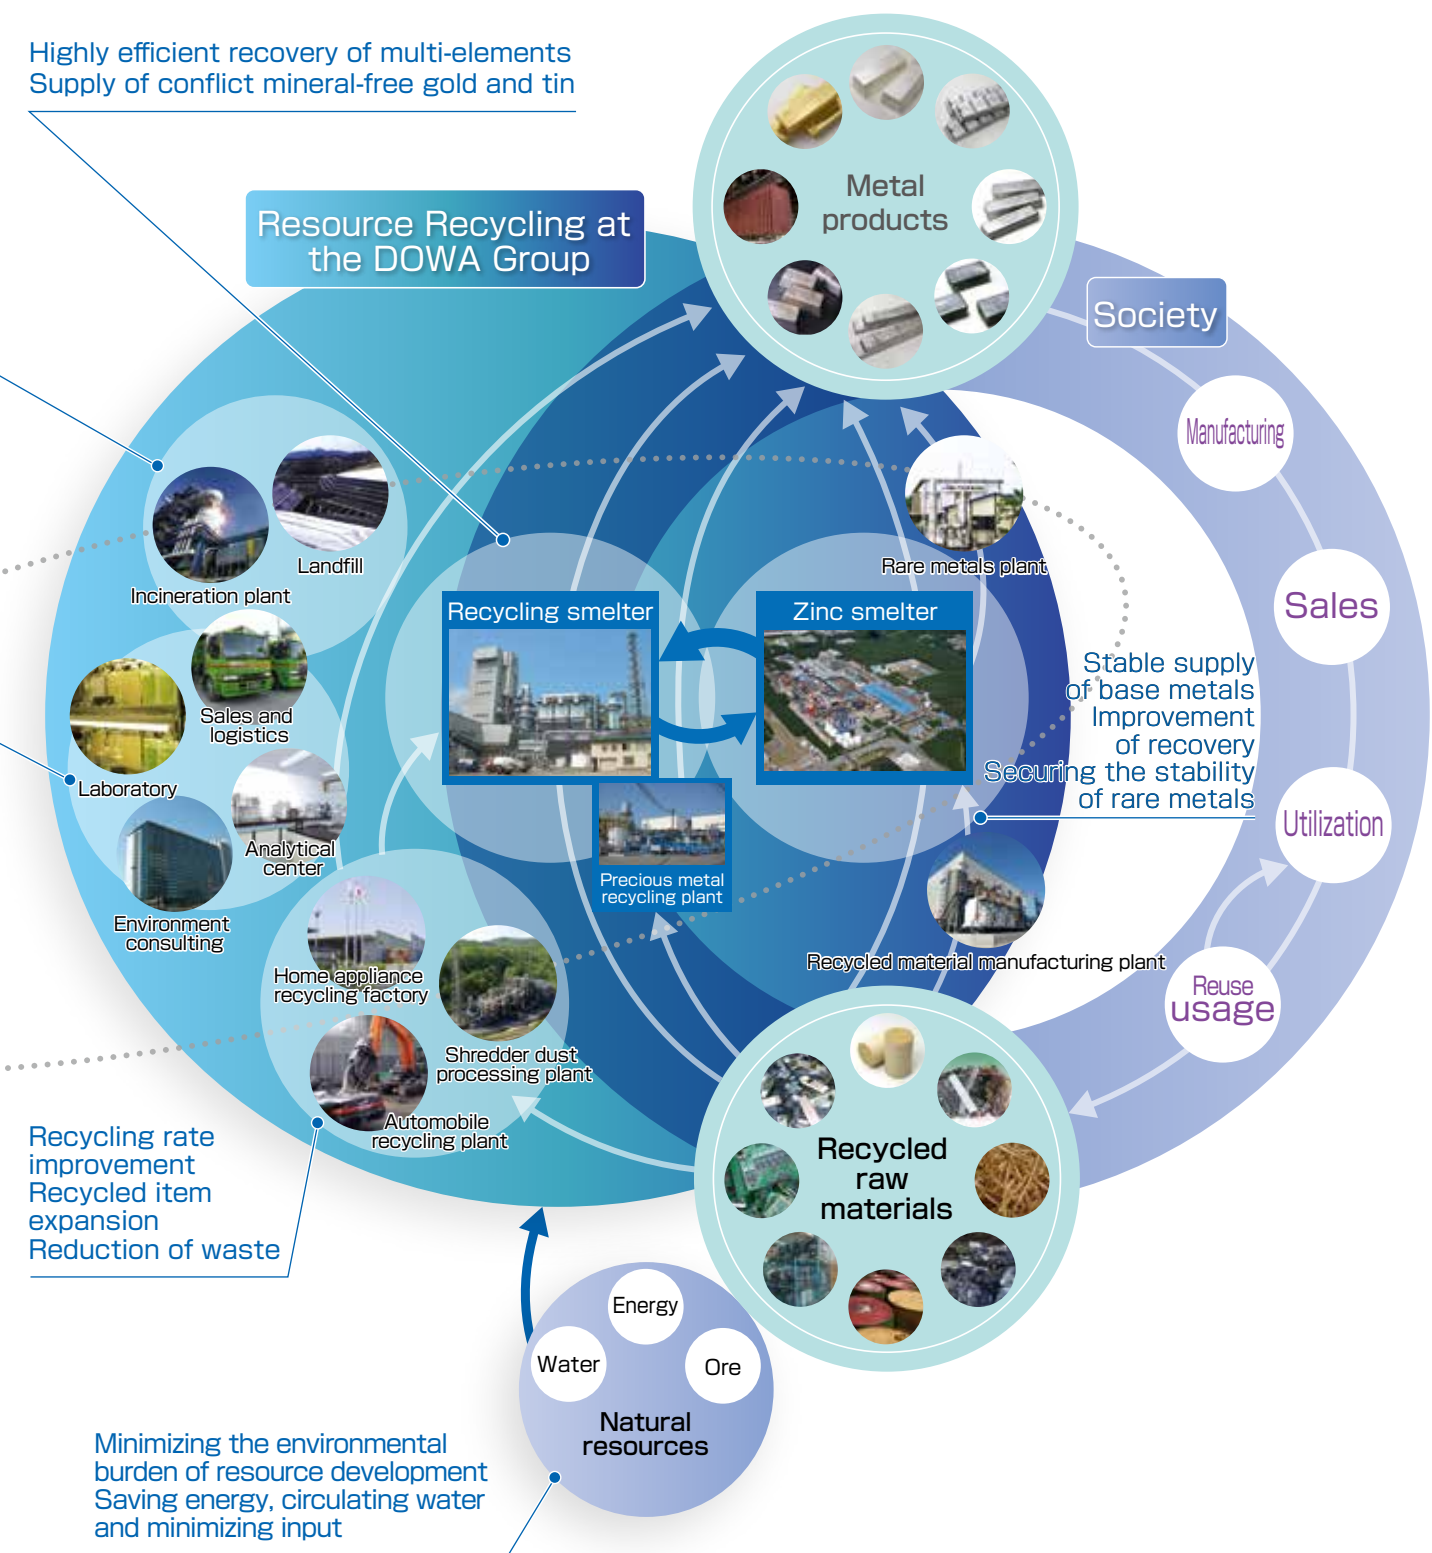 Highly efficient recovery of multi-elements
Supply of conflict mineral-free gold and tin
Metal
products
Resource Recycling at
the DOWA Group
Society
Manufacturing
Landfill
Incineration plant
Rare metals plant
Recycling smelter
Zinc smelter
Sales
Stable supply
of base metals
Improvement
of recovery
Securing the stability
of rare metals
Sales and
logistics
Laboratory
Analytical
center
Utilization
Precious metal
recycling plant
Environment
consulting
Home appliance
recycling factory
Recycled material manufacturing plant
Reuse
usage
Shredder dust
processing plant
Automobile
recycling plant
Recycling rate
improvement
Recycled item
expansion
Reduction of waste
Recycled
raw
materials
Energy
Water
Ore
Natural
resources
Minimizing the environmental
burden of resource development
Saving energy, circulating water
and minimizing input